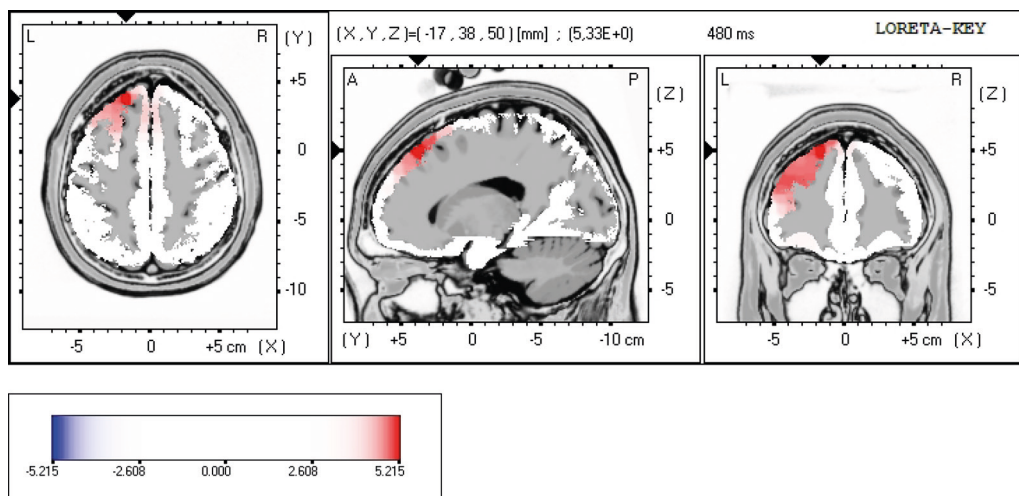 (X,Y,Z)=(-17,38,50)[mm] ; (5,33E+0) 480 ms LORETA-KEY
L R (Y)
+5
0
-5
-10
-5 0 +5 cm (X)
A P (Z)
+5
0
-5
(Y) +5 0 -5 -10 cm
L R (Z)
+5
0
-5
-5 0 +5 cm (X)
-5.215 -2.608 0.000 2.608 5.215